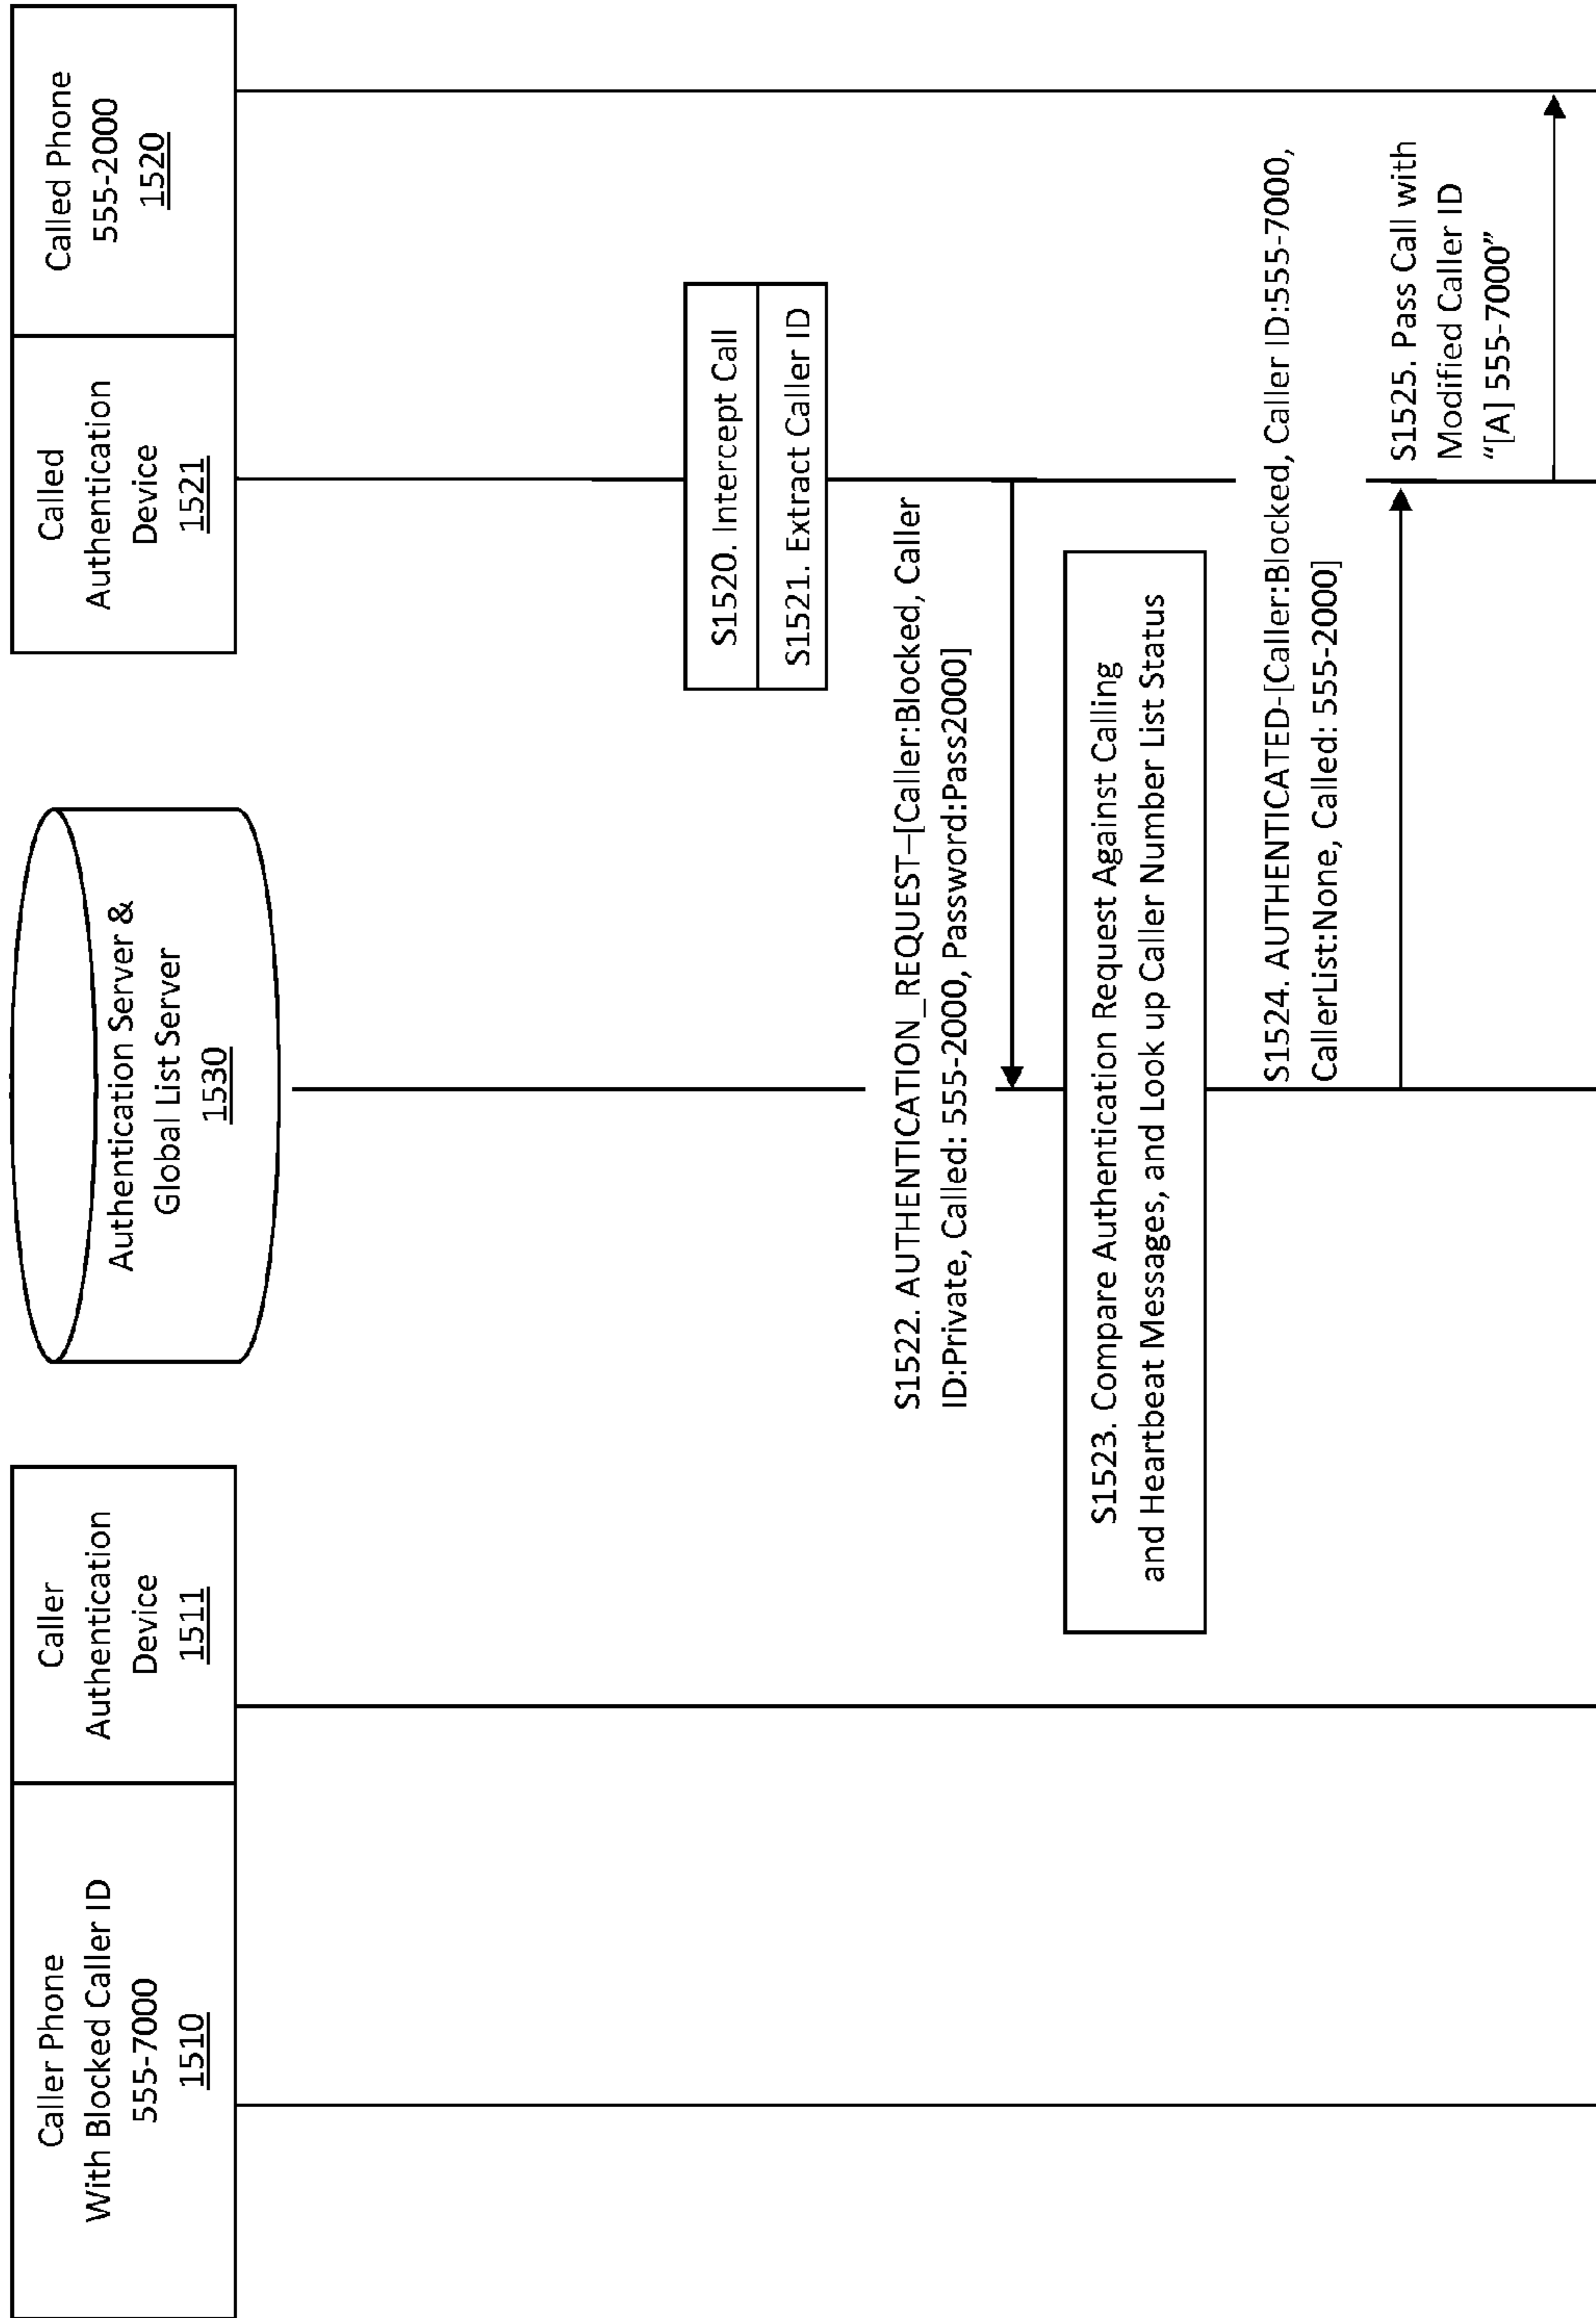 Caller Phone
With Blocked Caller ID
555-7000
1510
Caller
Authentication
Device
1511
Authentication Server &
Global List Server
1530
Called
Authentication
Device
1521
Called Phone
555-2000
1520
S1520. Intercept Call
S1521. Extract Caller ID
S1522. AUTHENTICATION_REQUEST–[Caller:Blocked, Caller
ID:Private, Called: 555-2000, Password:Pass2000]
S1523. Compare Authentication Request Against Calling
and Heartbeat Messages, and Look up Caller Number List Status
S1524. AUTHENTICATED-[Caller:Blocked, Caller ID:555-7000,
CallerList:None, Called: 555-2000]
S1525. Pass Call with
Modified Caller ID
“[A] 555-7000”